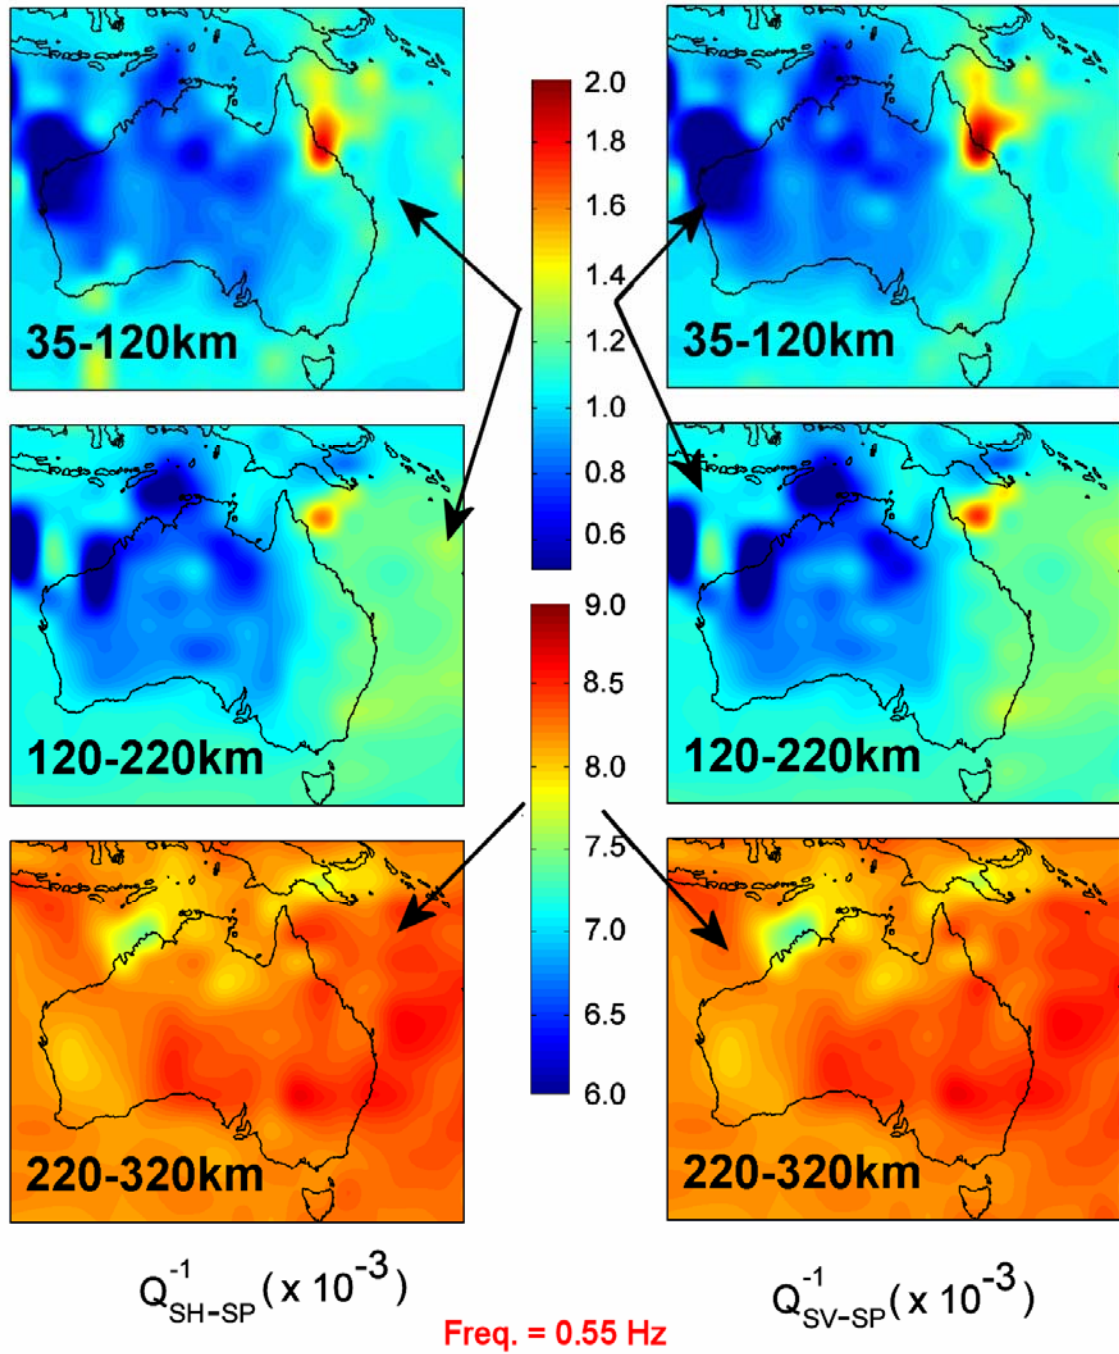 35-120km
2.0
1.8
1.6
1.4
1.2
1.0
0.8
0.6
35-120km
120-220km
120-220km
9.0
8.5
8.0
7.5
7.0
6.5
6.0
220-320km
220-320km
Q⁻¹SH-SP (x 10⁻³)
Q⁻¹SV-SP (x 10⁻³)
Freq. = 0.55 Hz